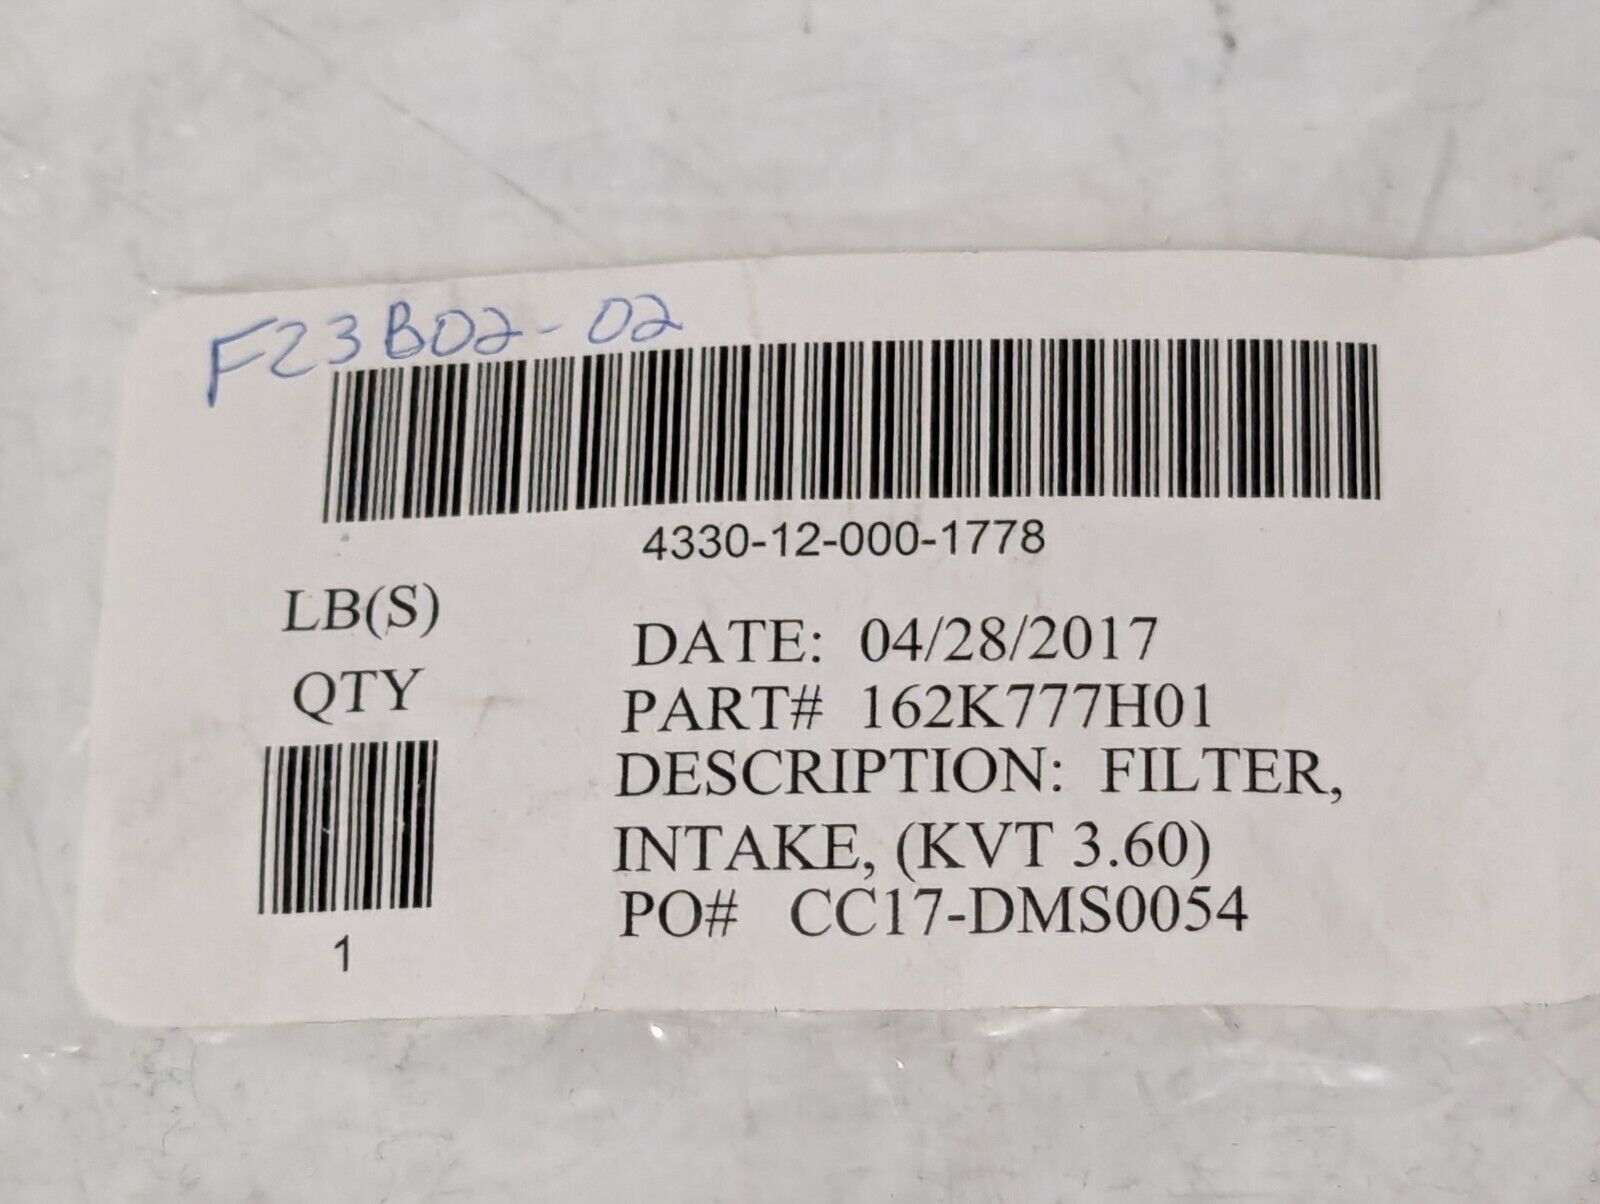 F23B02-02
4330-12-000-1778
LB(S)
QTY
1
DATE: 04/28/2017
PART# 162K777H01
DESCRIPTION: FILTER,
INTAKE, (KVT 3.60)
PO# CC17-DMS0054